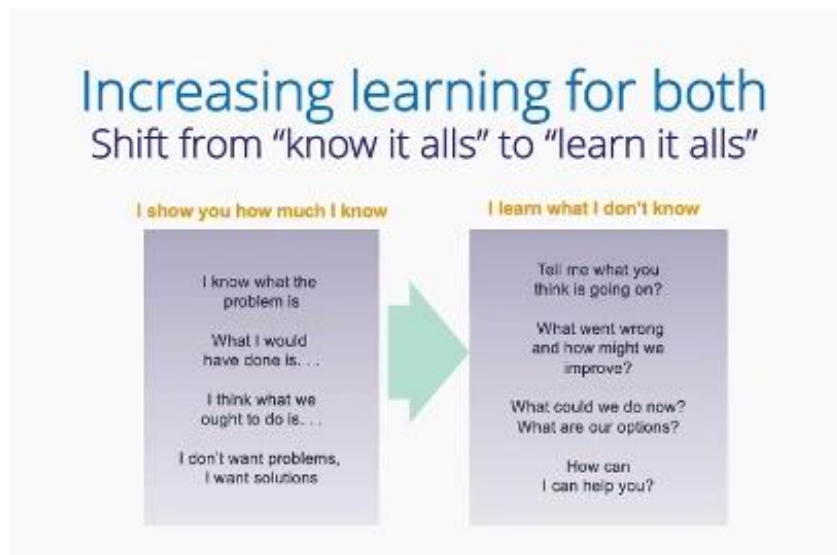 Increasing learning for both
Shift from “know it alls” to “learn it alls”
I show you how much I know
I know what the
problem is
What I would
have done is. . .
I think what we
ought to do is. . .
I don't want problems,
I want solutions
I learn what I don't know
Tell me what you
think is going on?
What went wrong
and how might we
improve?
What could we do now?
What are our options?
How can
I can help you?